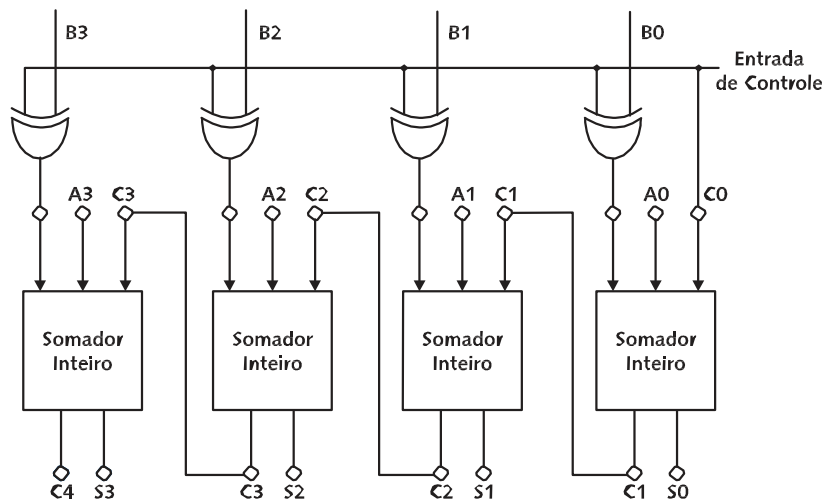 B3 B2 B1 B0
Entrada
de Controle
A3 C3 A2 C2 A1 C1 A0 C0
Somador Somador Somador Somador
Inteiro Inteiro Inteiro Inteiro
C4 S3 C3 S2 C2 S1 C1 S0